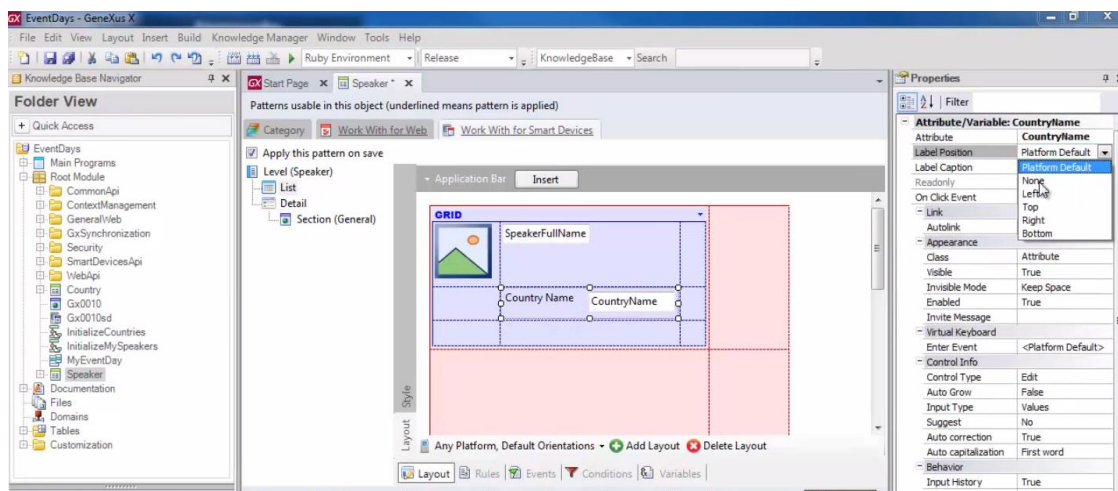 GX EventDays - GeneXus X
File Edit View Layout Insert Build Knowledge Manager Window Tools Help
Ruby Environment Release KnowledgeBase Search
Knowledge Base Navigator
Folder View
+ Quick Access
EventDays
Main Programs
Root Module
CommonApi
ContextManagement
GeneralWeb
GxSynchronization
Security
SmartDevicesApi
WebApi
Country
Gx0010
Gx0010sd
InitializeCountries
InitializeMySpeakers
MyEventDay
Speaker
Documentation
Files
Domains
Tables
Customization
GX Start Page X Speaker * X
Patterns usable in this object (underlined means pattern is applied)
Category Work With for Web Work With for Smart Devices
Apply this pattern on save
Level (Speaker)
List
Detail
Section (General)
Application Bar Insert
GRID
SpeakerFullName
Country Name CountryName
Style
Layout
Any Platform, Default Orientations Add Layout Delete Layout
Layout Rules Events Conditions Variables
Properties
Filter
Attribute/Variable: CountryName
Attribute CountryName
Label Position Platform Default
Label Caption Platform Default
Readonly None
On Click Event Left
Link Top
Autolink Right
Appearance Bottom
Class Attribute
Visible True
Invisible Mode Keep Space
Enabled True
Invite Message
Virtual Keyboard
Enter Event <Platform Default>
Control Info
Control Type Edit
Auto Grow False
Input Type Values
Suggest No
Auto correction True
Auto capitalization First word
Behavior
Input History True